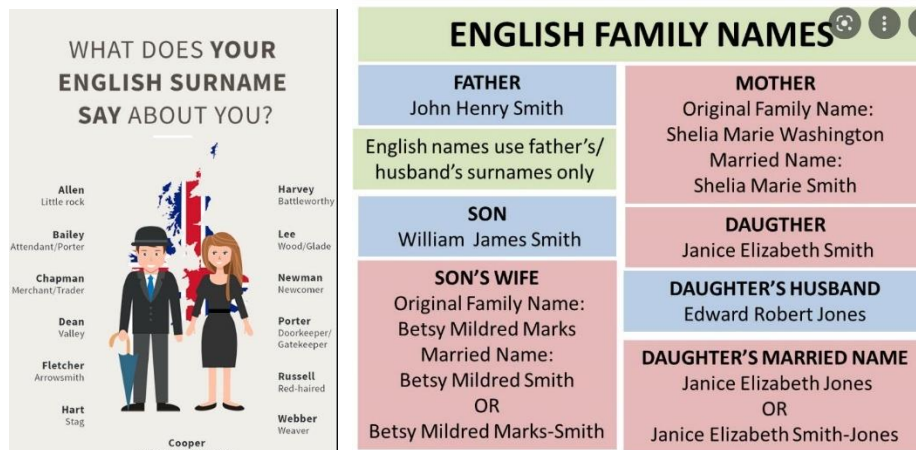 WHAT DOES YOUR
ENGLISH SURNAME
SAY ABOUT YOU?
Allen
Little rock
Bailey
Attendant/Porter
Chapman
Merchant/Trader
Dean
Valley
Fletcher
Arrowsmith
Hart
Stag
Harvey
Battleworthy
Lee
Wood/Glade
Newman
Newcomer
Porter
Doorkeeper/
Gatekeeper
Russell
Red-haired
Webber
Weaver
Cooper
ENGLISH FAMILY NAMES
FATHER
John Henry Smith
English names use father's/
husband's surnames only
SON
William James Smith
SON'S WIFE
Original Family Name:
Betsy Mildred Marks
Married Name:
Betsy Mildred Smith
OR
Betsy Mildred Marks-Smith
MOTHER
Original Family Name:
Shelia Marie Washington
Married Name:
Shelia Marie Smith
DAUGTHER
Janice Elizabeth Smith
DAUGHTER'S HUSBAND
Edward Robert Jones
DAUGHTER'S MARRIED NAME
Janice Elizabeth Jones
OR
Janice Elizabeth Smith-Jones